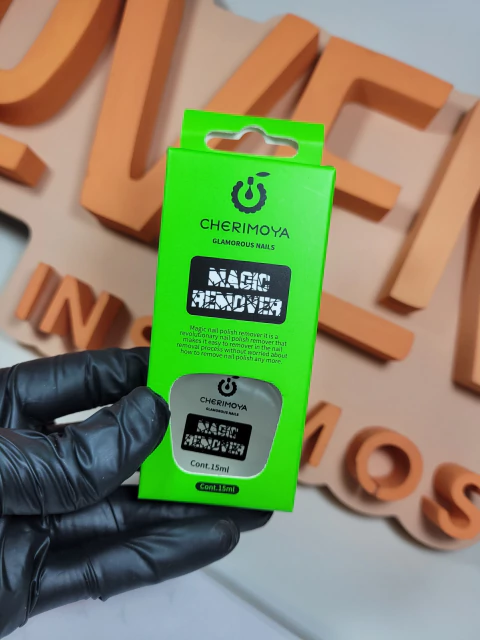 CHERIMOYA
GLAMOROUS NAILS
MAGIC
REMOVER
Magic nail polish remover it is a
revolutionary nail polish remover that
makes it easy to remover in the nail
removal process without worried about
how to remove nail polish any more.
CHERIMOYA
GLAMOROUS NAILS
MAGIC
REMOVER
Cont.15ml
Cont.15ml